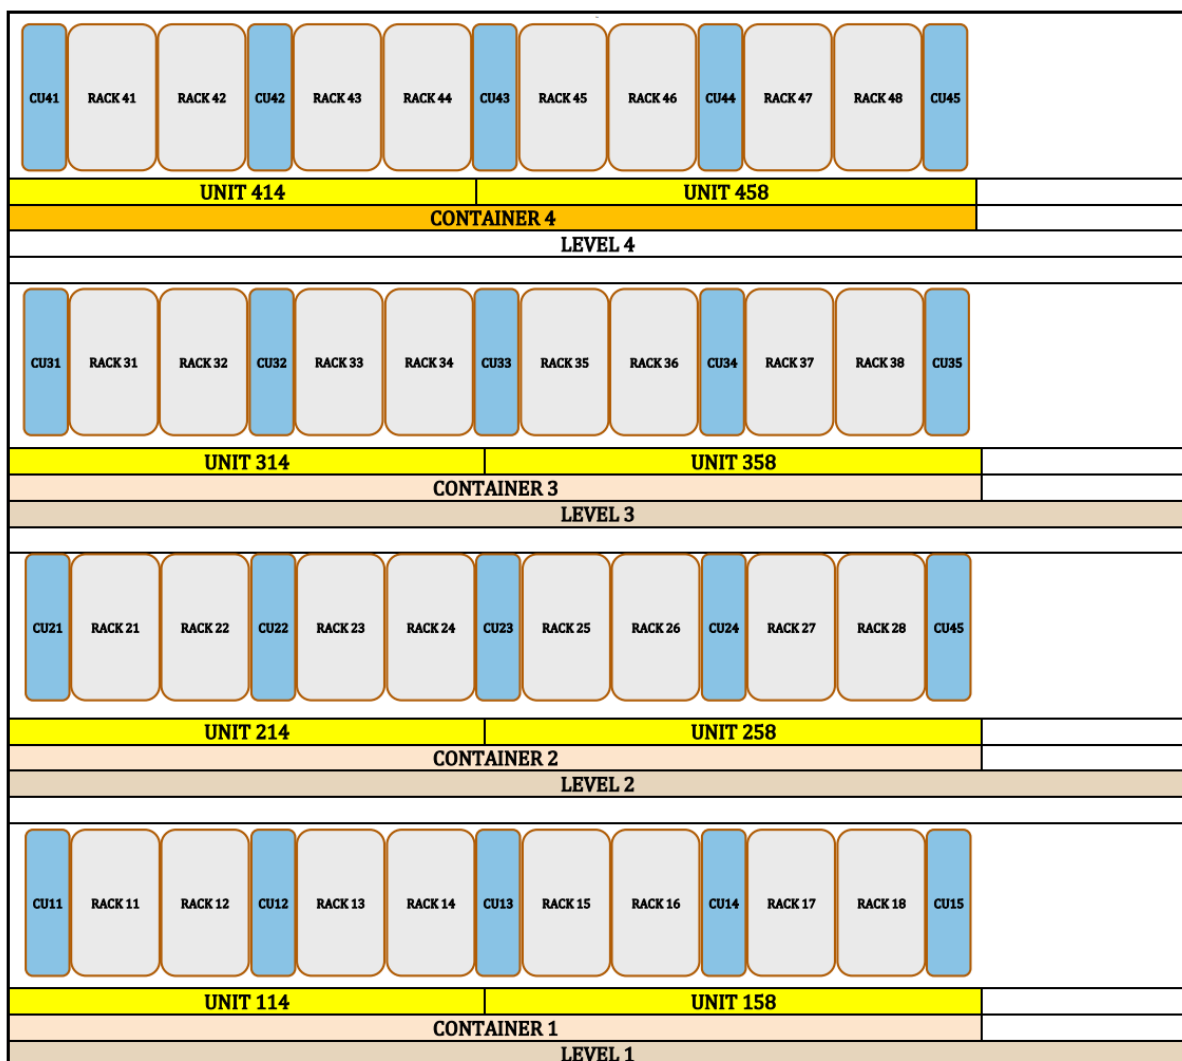 CU41 RACK 41 RACK 42 CU42 RACK 43 RACK 44 CU43 RACK 45 RACK 46 CU44 RACK 47 RACK 48 CU45
UNIT 414 UNIT 458
CONTAINER 4
LEVEL 4
CU31 RACK 31 RACK 32 CU32 RACK 33 RACK 34 CU33 RACK 35 RACK 36 CU34 RACK 37 RACK 38 CU35
UNIT 314 UNIT 358
CONTAINER 3
LEVEL 3
CU21 RACK 21 RACK 22 CU22 RACK 23 RACK 24 CU23 RACK 25 RACK 26 CU24 RACK 27 RACK 28 CU45
UNIT 214 UNIT 258
CONTAINER 2
LEVEL 2
CU11 RACK 11 RACK 12 CU12 RACK 13 RACK 14 CU13 RACK 15 RACK 16 CU14 RACK 17 RACK 18 CU15
UNIT 114 UNIT 158
CONTAINER 1
LEVEL 1